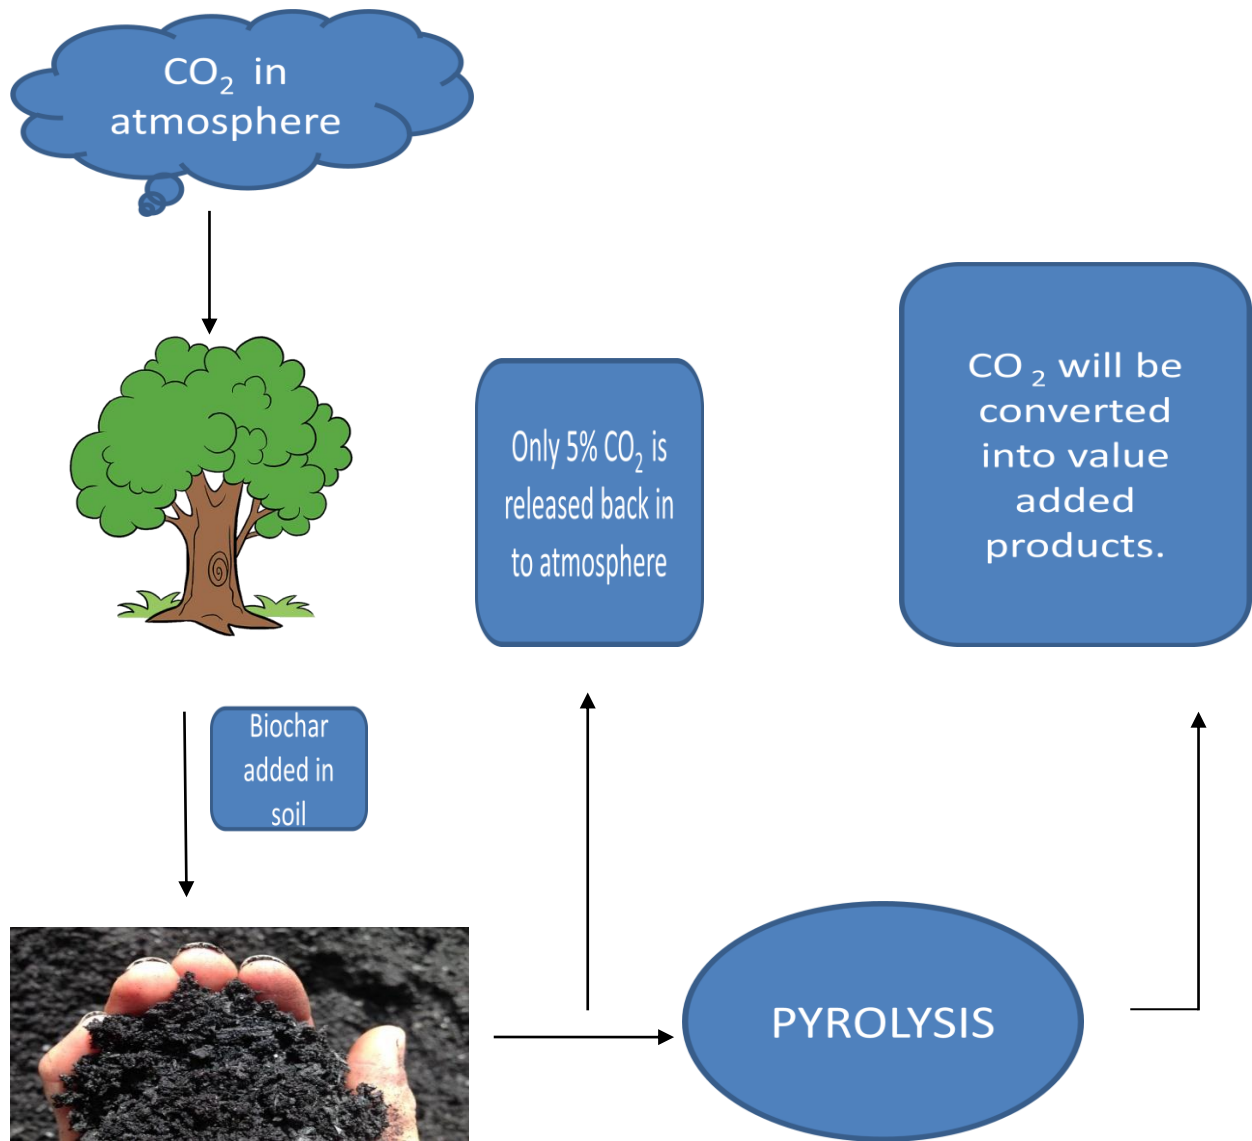 CO₂ in
atmosphere
Only 5% CO₂ is
released back in
to atmosphere
CO ₂ will be
converted
into value
added
products.
Biochar
added in
soil
PYROLYSIS